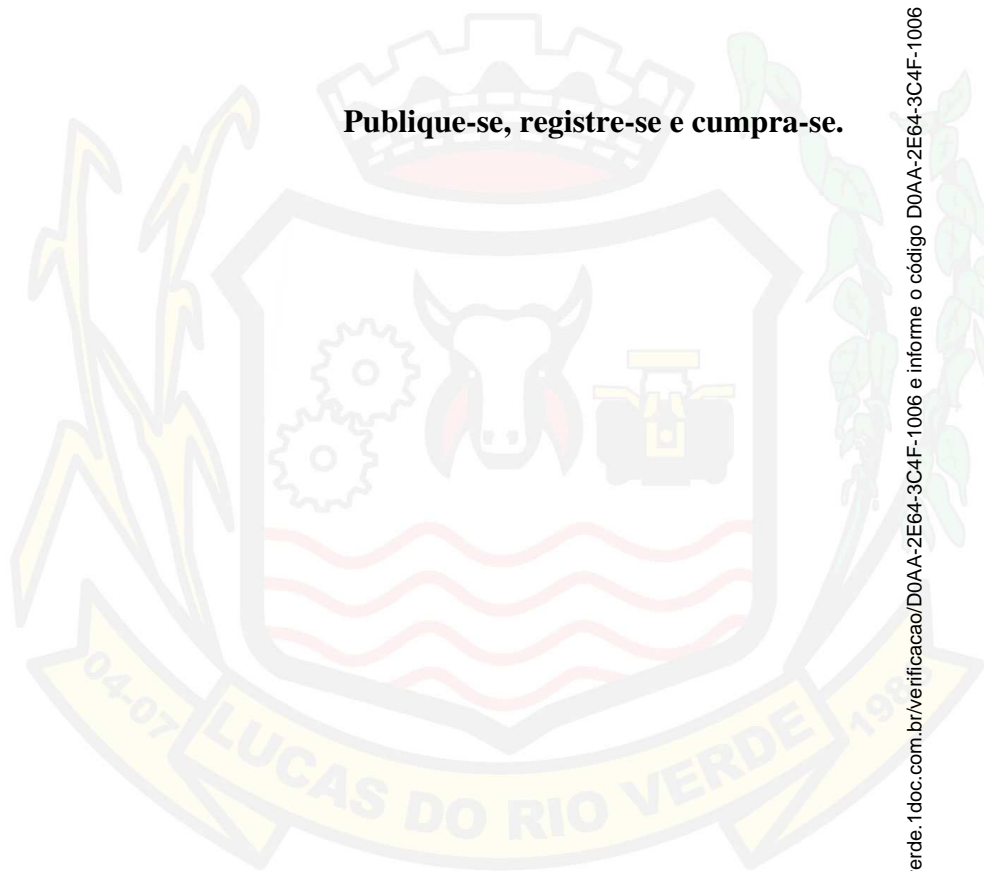 Publique-se, registre-se e cumpra-se.
04-07
LUCAS DO RIO VERDE
erde.1doc.com.br/verificacao/D0AA-2E64-3C4F-1006 e informe o código D0AA-2E64-3C4F-1006